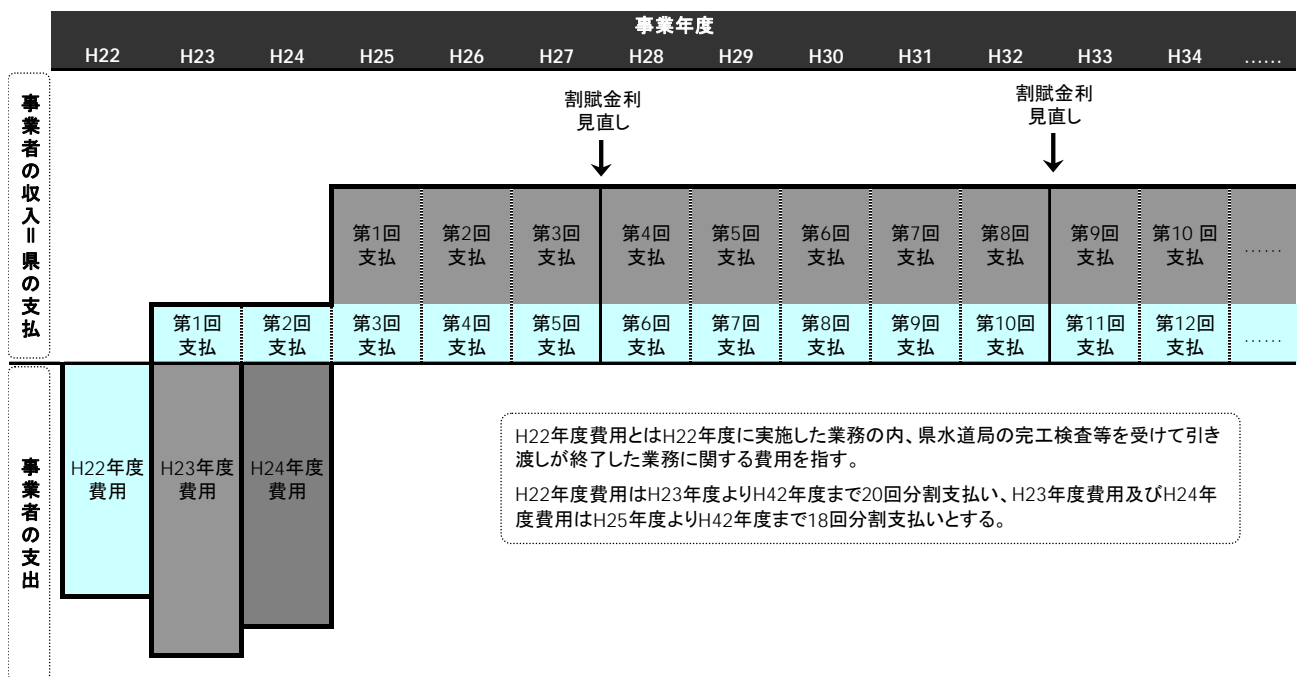 事業年度
H22 H23 H24 H25 H26 H27 H28 H29 H30 H31 H32 H33 H34 ......
事業者の収入=県の支払
割賦金利
見直し
割賦金利
見直し
第1回 第2回 第3回 第4回 第5回 第6回 第7回 第8回 第9回 第10 回
支払 支払 支払 支払 支払 支払 支払 支払 支払 支払 ......
第1回 第2回 第3回 第4回 第5回 第6回 第7回 第8回 第9回 第10回 第11回 第12回
支払 支払 支払 支払 支払 支払 支払 支払 支払 支払 支払 支払 ......
事業者の支出
H22年度
費用
H23年度
費用
H24年度
費用
H22年度費用とはH22年度に実施した業務の内、県水道局の完工検査等を受けて引き
渡しが終了した業務に関する費用を指す。
H22年度費用はH23年度よりH42年度まで20回分割支払い、H23年度費用及びH24年
度費用はH25年度よりH42年度まで18回分割支払いとする。